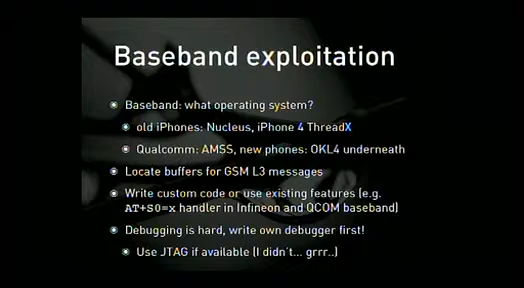 Baseband exploitation
Baseband: what operating system?
old iPhones: Nucleus, iPhone 4 ThreadX
Qualcomm: AMSS, new phones: OKL4 underneath
Locate buffers for GSM L3 messages
Write custom code or use existing features (e.g.
AT+S0=x handler in Infineon and QCOM baseband)
Debugging is hard, write own debugger first!
Use JTAG if available (I didn't... grrr..)